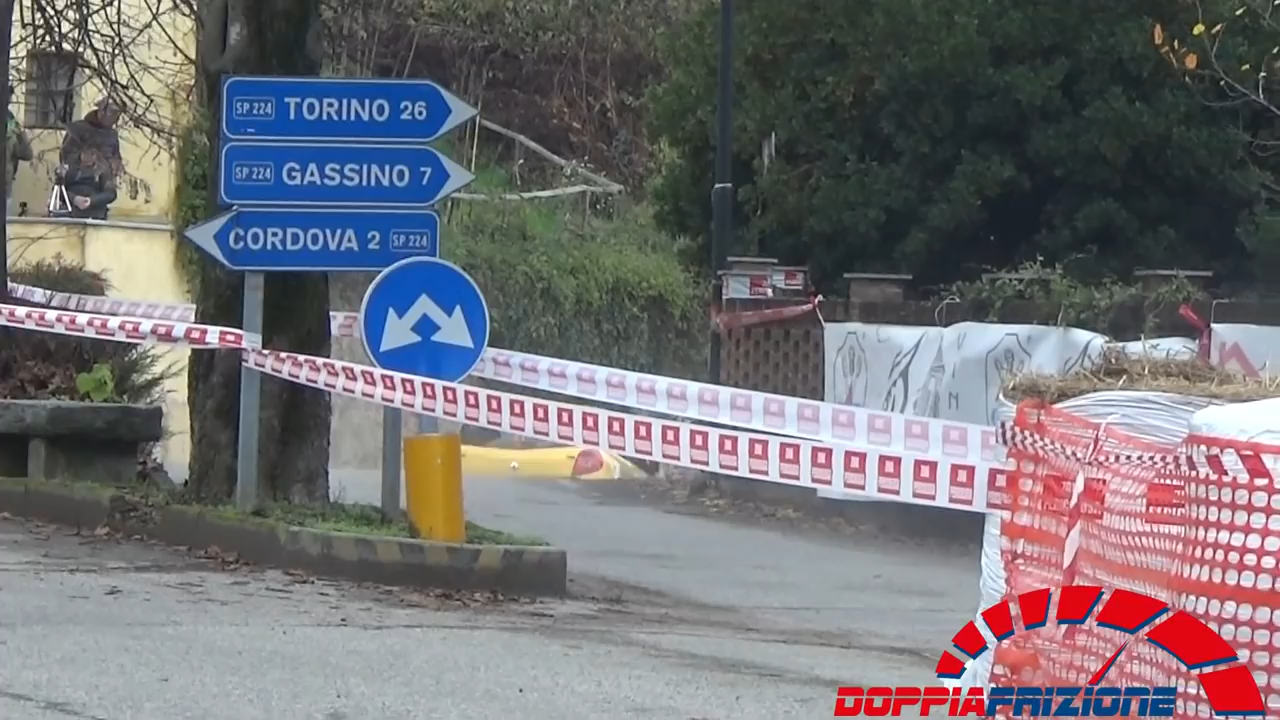 SP 224 TORINO 26
SP 224 GASSINO 7
CORDOVA 2 SP 224
DOPPIAFRIZIONE